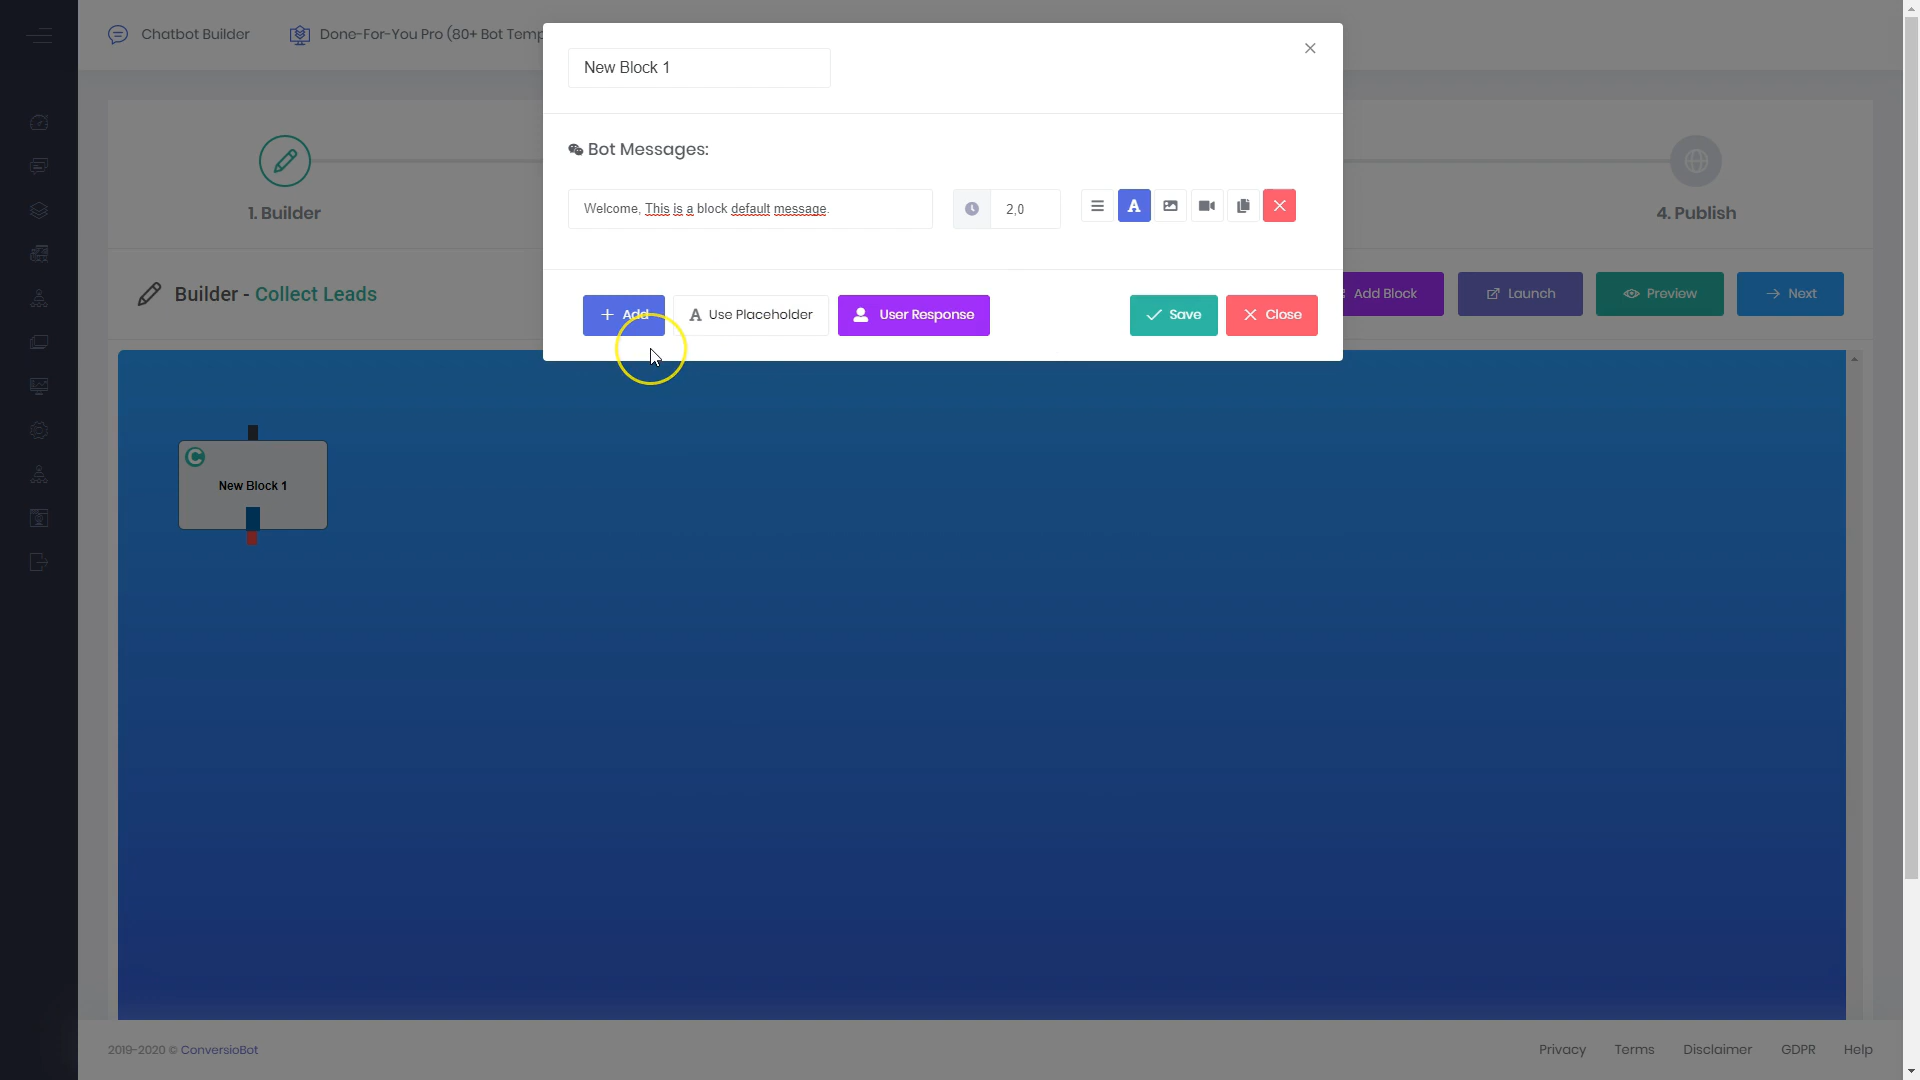 Chatbot Builder
Done-For-You Pro (80+ Bot Temp
New Block 1
1. Builder
4. Publish
Bot Messages:
Welcome, This is a block default message.
2,0
A
Builder - Collect Leads
Add Block
Launch
Preview
Next
Add
A Use Placeholder
User Response
Save
Close
C
New Block 1
2019-2020 © ConversioBot
Privacy
Terms
Disclaimer
GDPR
Help